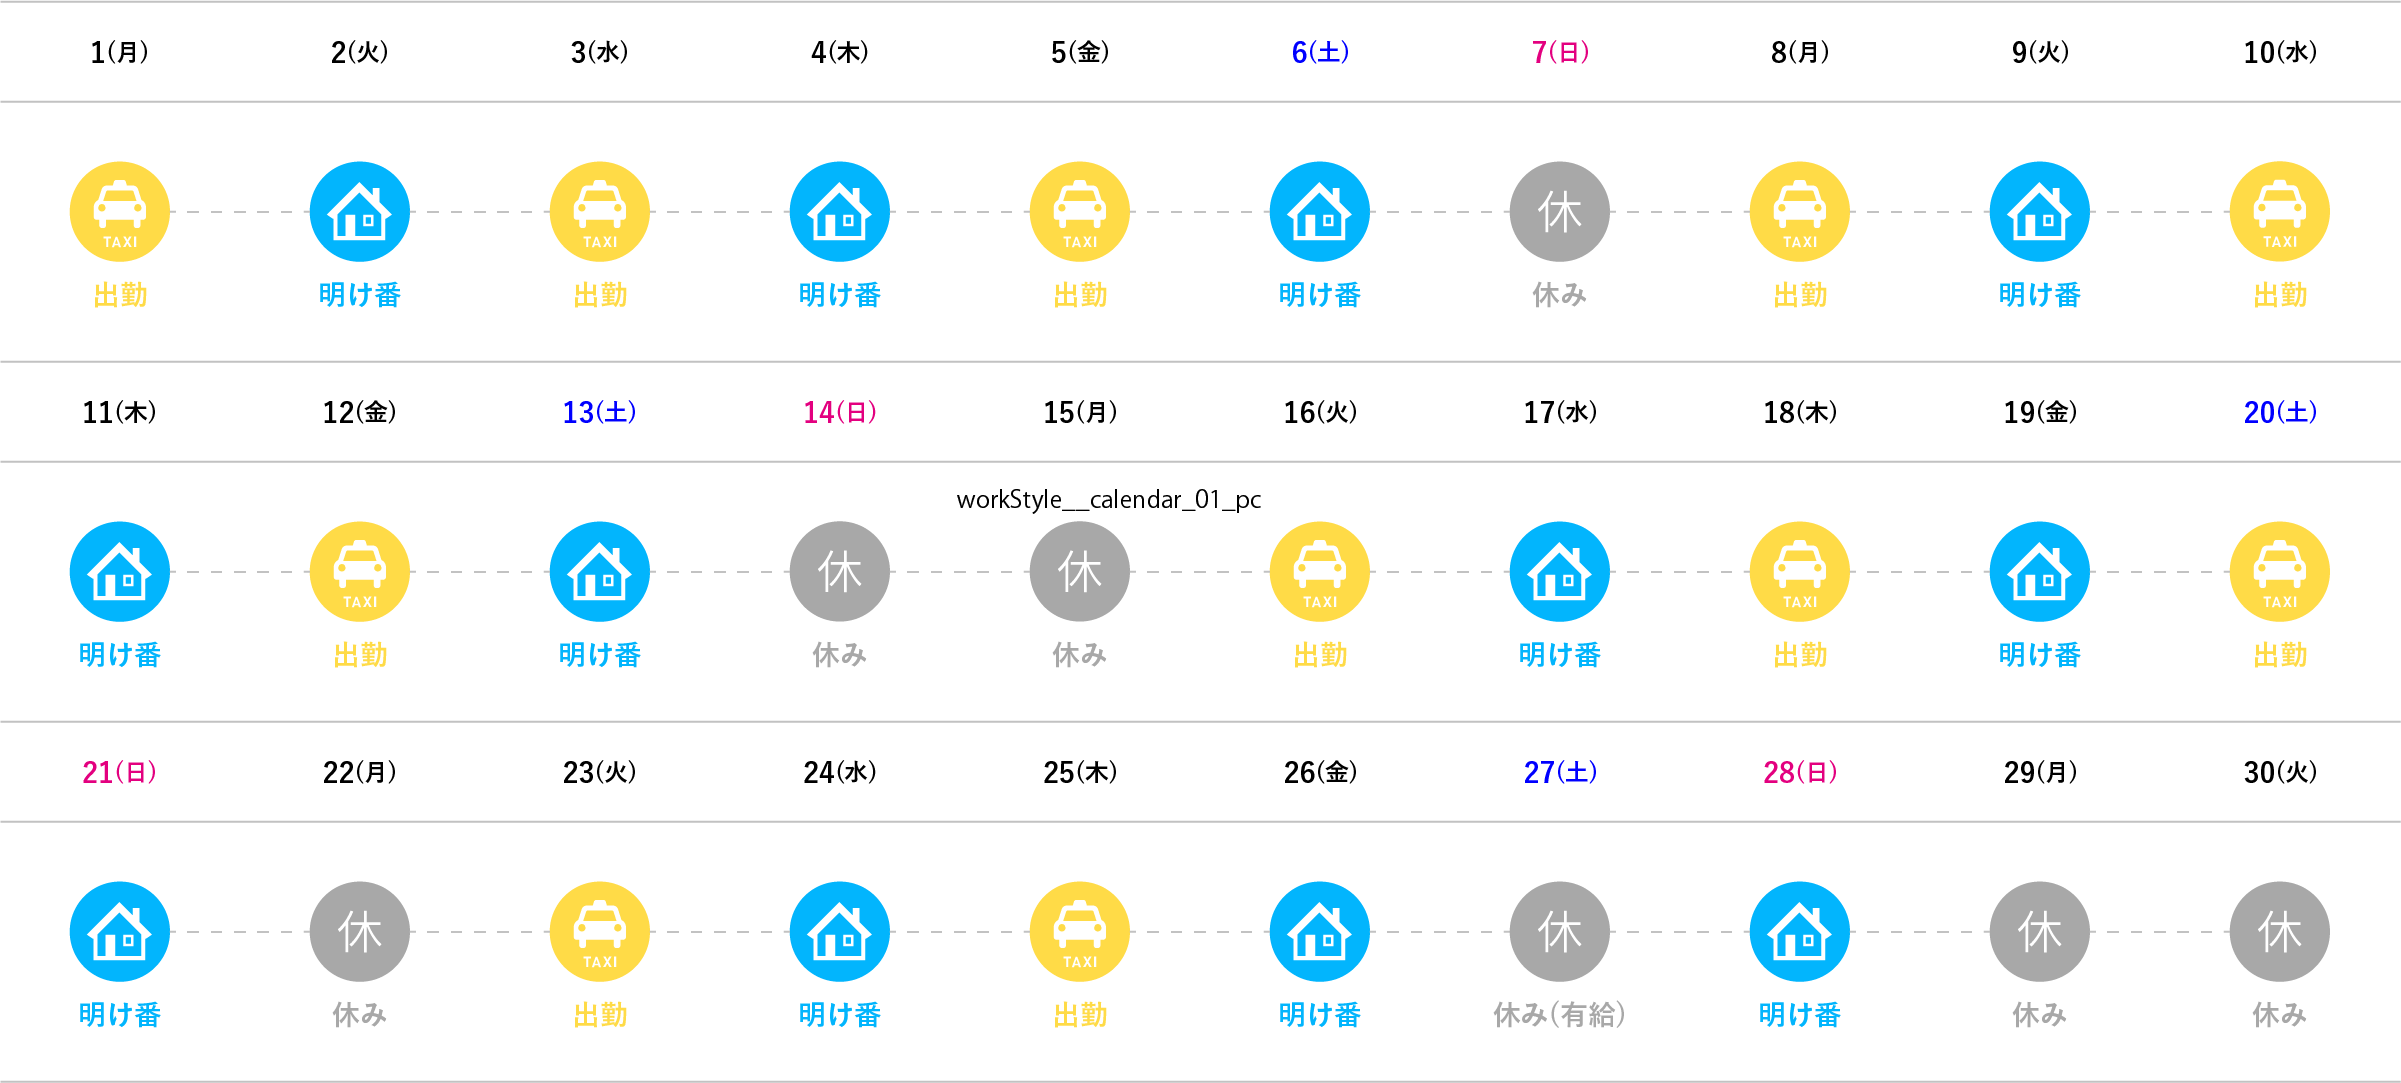 1(月) 2(火) 3(水) 4(木) 5(金) 6(土) 7(日) 8(月) 9(火) 10(水)
TAXI TAXI TAXI 休 TAXI TAXI
出勤 明け番 出勤 明け番 出勤 明け番 休み 出勤 明け番 出勤
11(木) 12(金) 13(土) 14(日) 15(月) 16(火) 17(水) 18(木) 19(金) 20(土)
workStyle__calendar_01_pc
TAXI 休 休 TAXI TAXI TAXI
明け番 出勤 明け番 休み 休み 出勤 明け番 出勤 明け番 出勤
21(日) 22(月) 23(火) 24(水) 25(木) 26(金) 27(土) 28(日) 29(月) 30(火)
休 TAXI TAXI 休 休 休
明け番 休み 出勤 明け番 出勤 明け番 休み(有給) 明け番 休み 休み